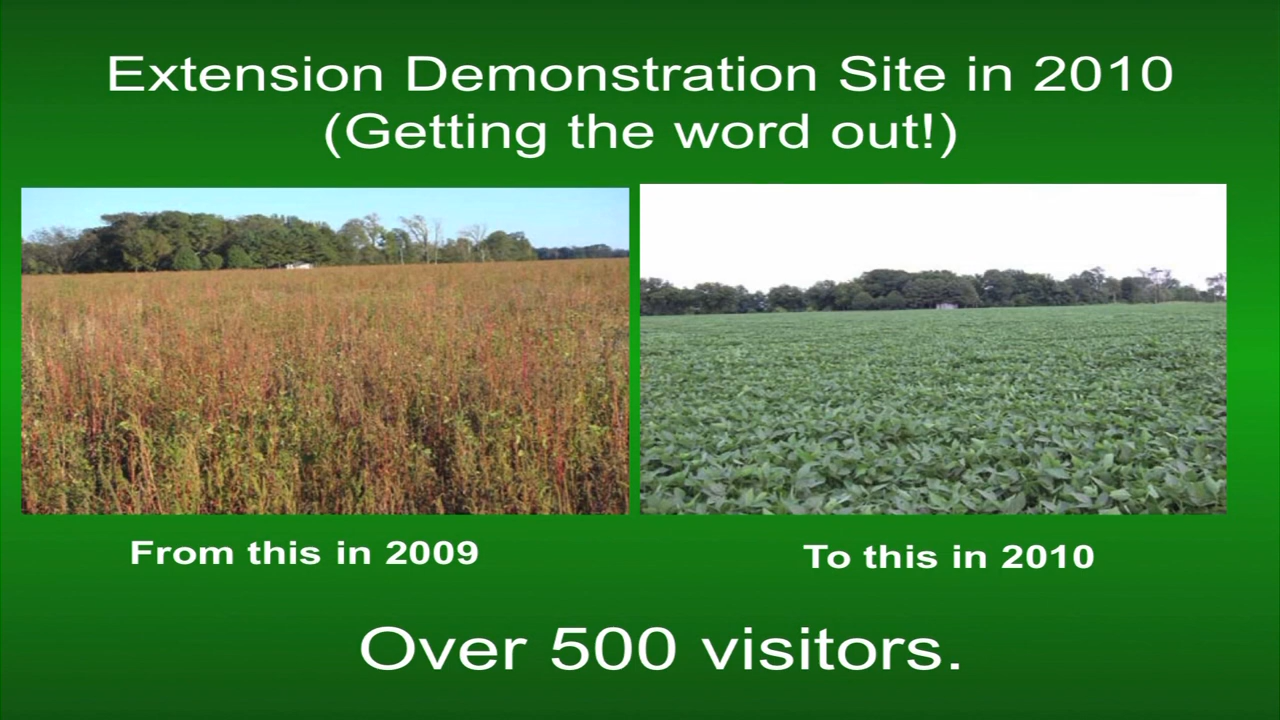 Extension Demonstration Site in 2010
(Getting the word out!)
From this in 2009
To this in 2010
Over 500 visitors.